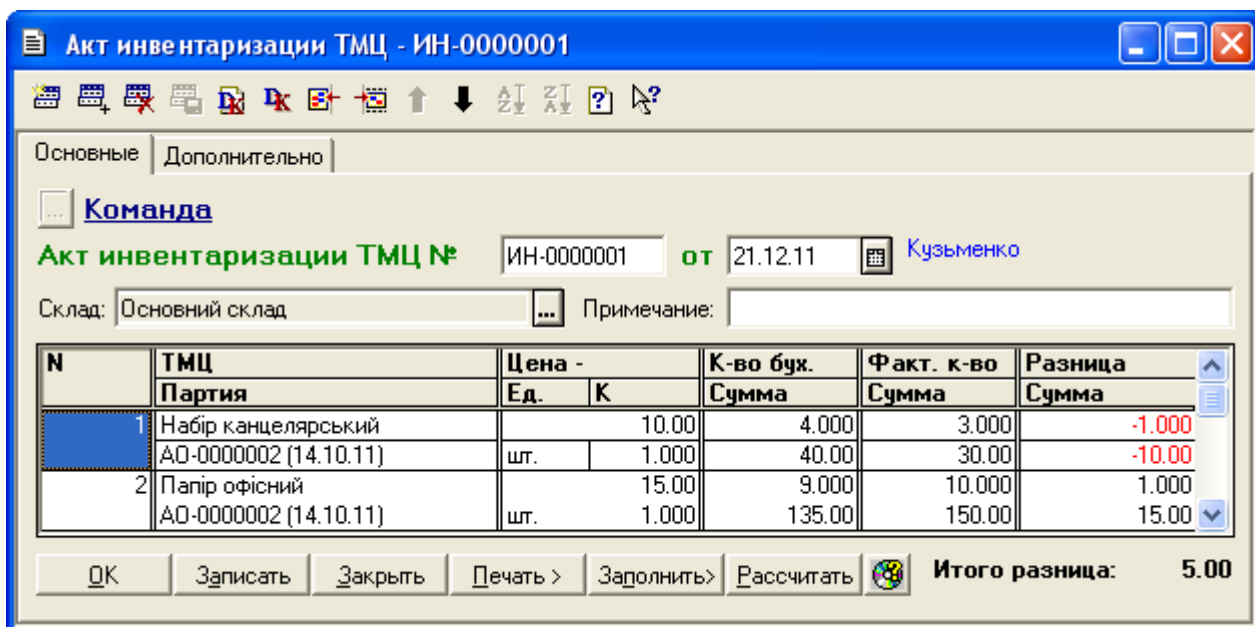 Акт инвентаризации ТМЦ - ИН-0000001
Основные Дополнительно
... Команда
Акт инвентаризации ТМЦ № ИН-0000001 от 21.12.11 Кузьменко
Склад: Основний склад ... Примечание:
N ТМЦ Цена - К-во бух. Факт. к-во Разница
Партия Ед. К Сумма Сумма Сумма
1 Набір канцелярський 10.00 4.000 3.000 -1.000
АО-0000002 (14.10.11) шт. 1.000 40.00 30.00 -10.00
2 Папір офісний 15.00 9.000 10.000 1.000
АО-0000002 (14.10.11) шт. 1.000 135.00 150.00 15.00
OK Записать Закрыть Печать > Заполнить> Рассчитать Итого разница: 5.00